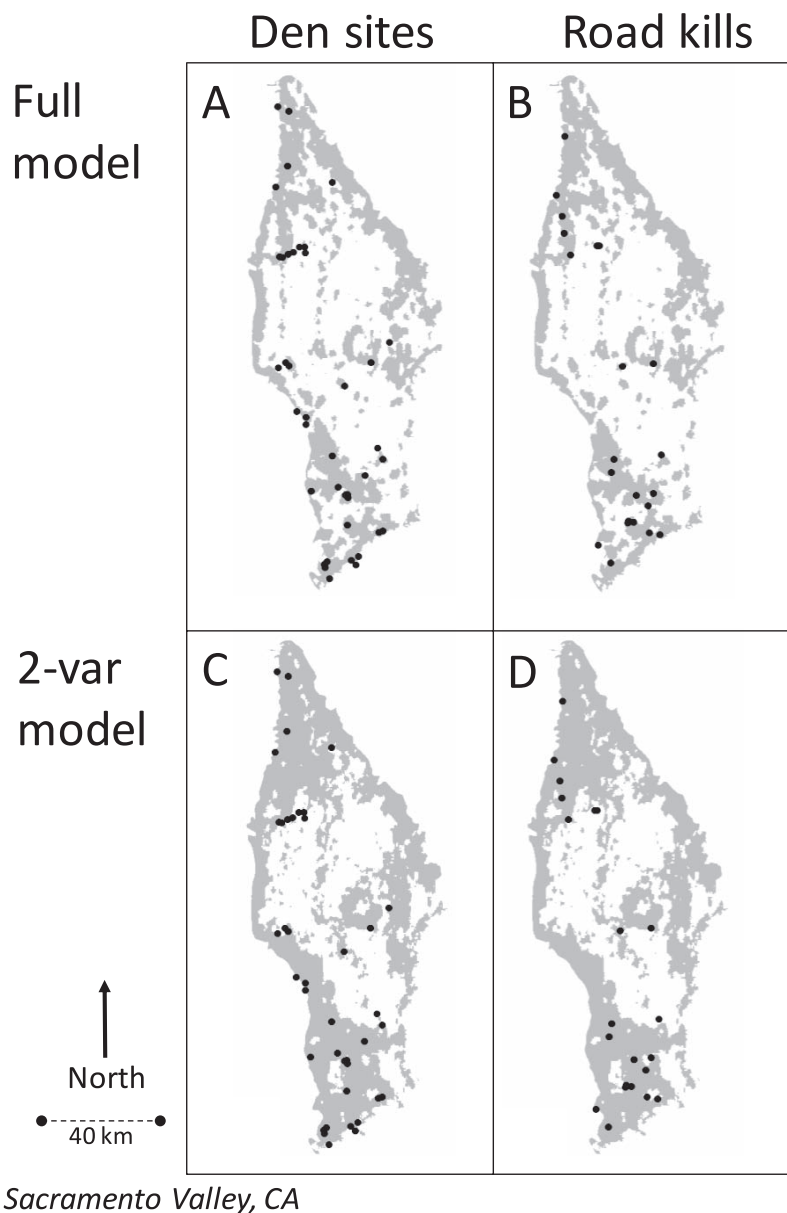 Den sites
Road kills
Full
model
A
B
2-var
model
C
D
North
40 km
Sacramento Valley, CA